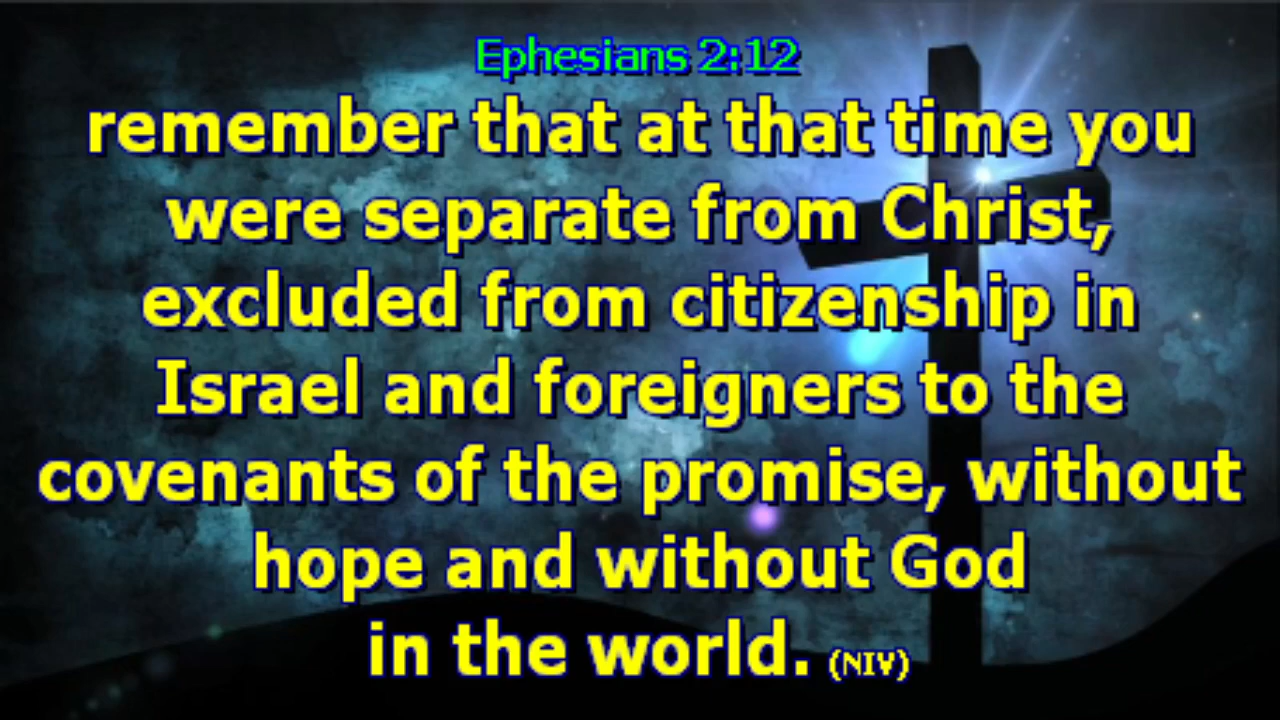 Ephesians 2:12
remember that at that time you
were separate from Christ,
excluded from citizenship in
Israel and foreigners to the
covenants of the promise, without
hope and without God
in the world. (NIV)